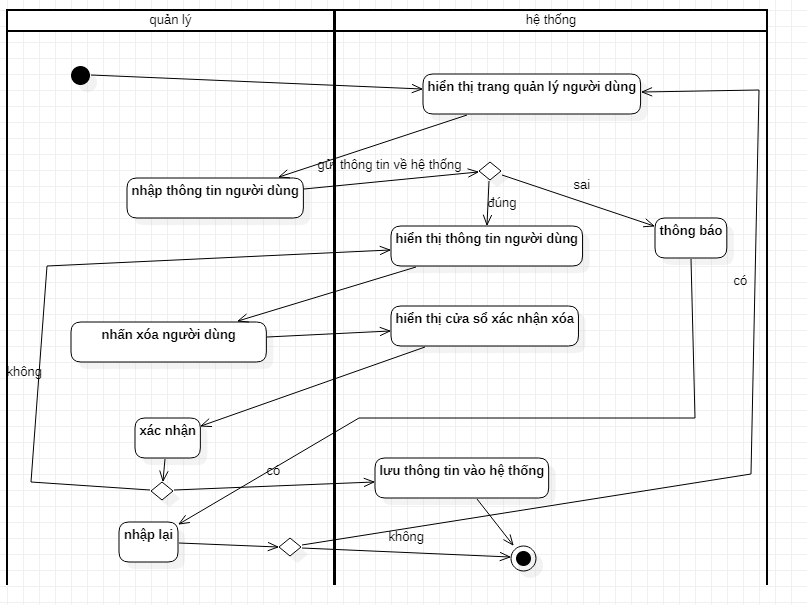 quản lý
hệ thống
hiển thị trang quản lý người dùng
gửi thông tin về hệ thống
nhập thông tin người dùng
sai
đúng
thông báo
hiển thị thông tin người dùng
có
hiển thị cửa sổ xác nhận xóa
nhấn xóa người dùng
không
xác nhận
có
lưu thông tin vào hệ thống
nhập lại
không